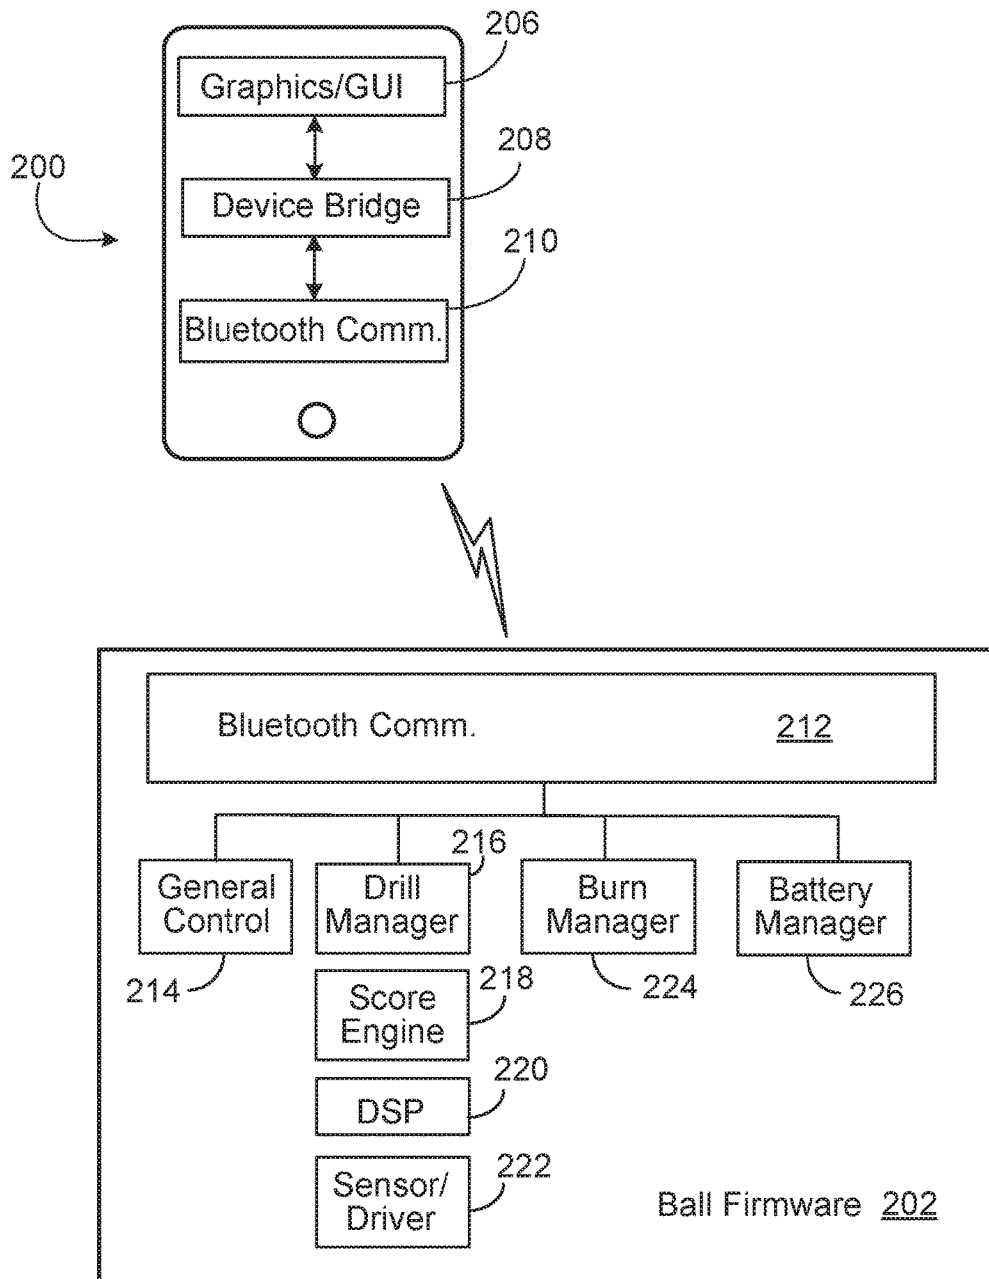 206
Graphics/GUI
208
200
Device Bridge
210
Bluetooth Comm.
Bluetooth Comm. 212
216
General
Control
Drill
Manager
Burn
Manager
Battery
Manager
214
218
224
226
Score
Engine
220
DSP
222
Sensor/
Driver
Ball Firmware 202